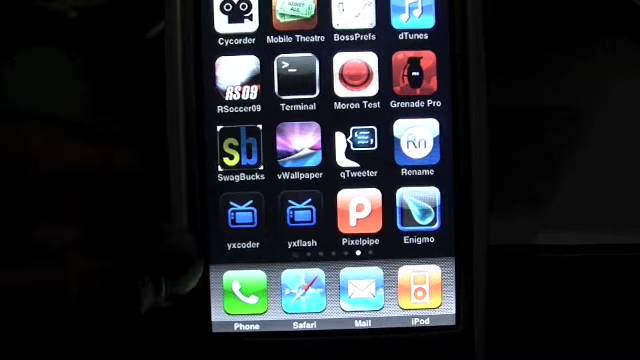 Cycorder Mobile Theatre BossPrefs dTunes
RS09
>_
Rn
RSoccer09 Terminal Moron Test Grenade Pro
sb
SwagBucks vWallpaper qTweeter Rename
P
yxcoder yxflash Pixelpipe Enigmo
Phone Safari Mail iPod